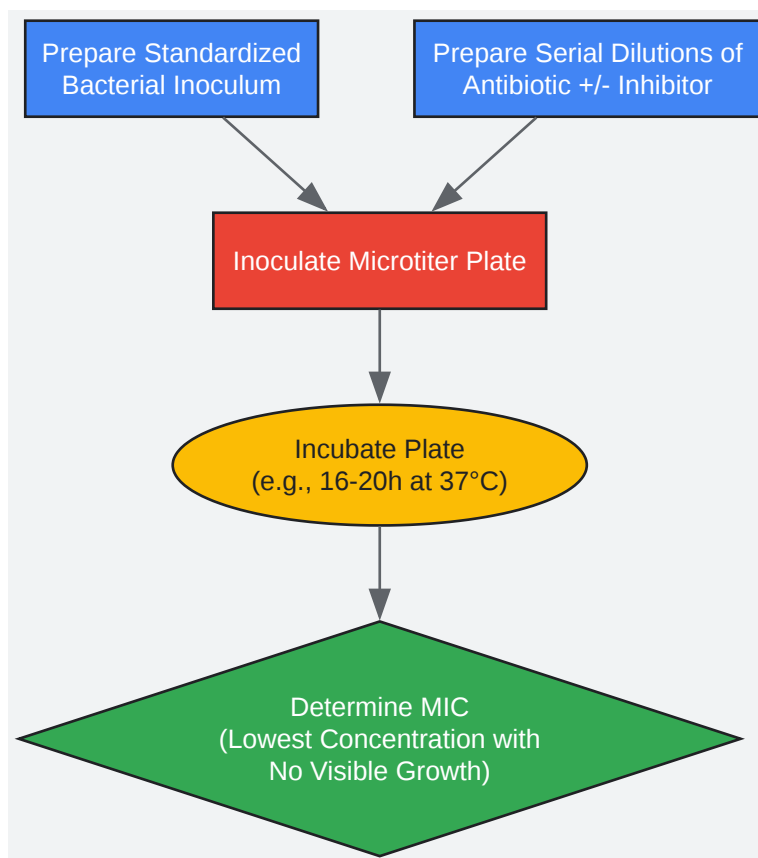 Prepare Standardized
Bacterial Inoculum
Prepare Serial Dilutions of
Antibiotic +/- Inhibitor
Inoculate Microtiter Plate
Incubate Plate
(e.g., 16-20h at 37°C)
Determine MIC
(Lowest Concentration with
No Visible Growth)